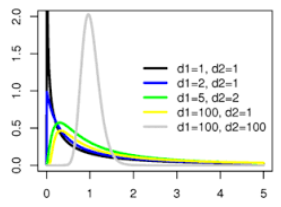 2.0
1.5
1.0
0.5
0.0
d1=1, d2=1
d1=2, d2=1
d1=5, d2=2
d1=100, d2=1
d1=100, d2=100
0 1 2 3 4 5